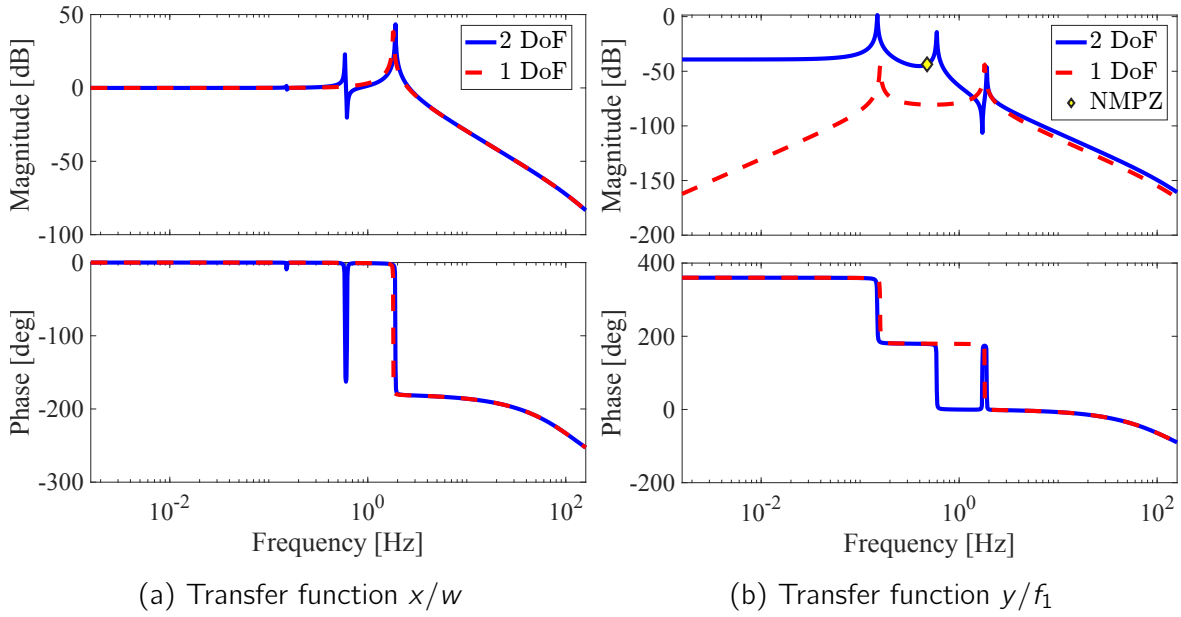 50
0
50
-100
Magnitude [dB]
2 DoF
1 DoF
0
-100
-200
-300
Phase [deg]
10^-2
10^0
10^2
Frequency [Hz]
(a) Transfer function x/w
0
-50
-100
-150
-200
Magnitude [dB]
2 DoF
1 DoF
NMPZ
400
200
0
200
Phase [deg]
10^-2
10^0
10^2
Frequency [Hz]
(b) Transfer function y/f₁